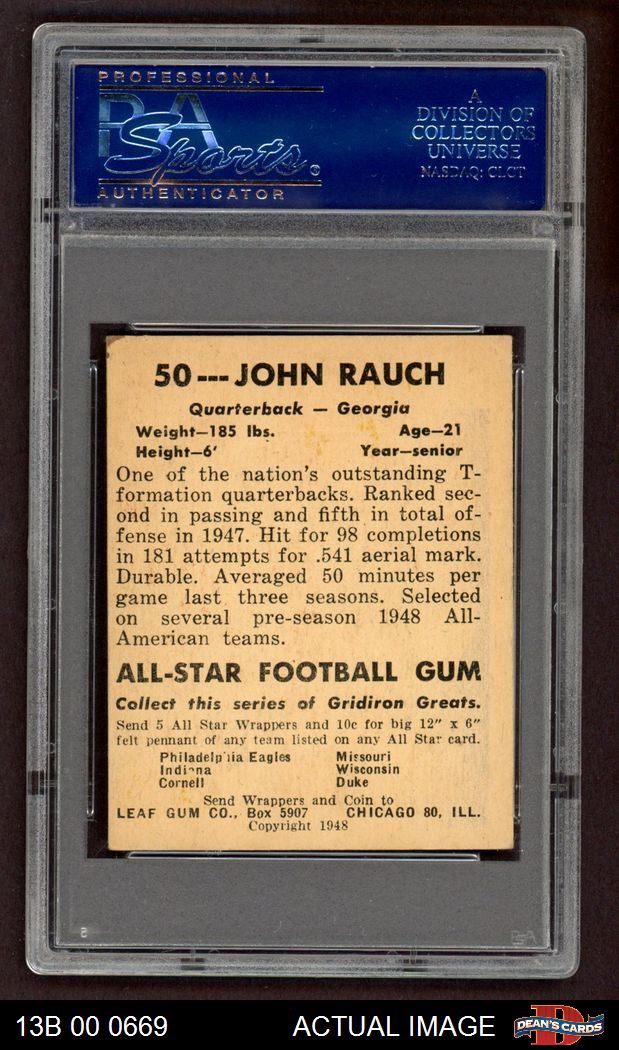 PROFESSIONAL
PSA
Sports®
AUTHENTICATOR
A
DIVISION OF
COLLECTORS
UNIVERSE
NASDAQ: CLCT
50---JOHN RAUCH
Quarterback — Georgia
Weight—185 lbs. Age—21
Height—6' Year—senior
One of the nation's outstanding T-
formation quarterbacks. Ranked sec-
ond in passing and fifth in total of-
fense in 1947. Hit for 98 completions
in 181 attempts for .541 aerial mark.
Durable. Averaged 50 minutes per
game last three seasons. Selected
on several pre-season 1948 All-
American teams.
ALL-STAR FOOTBALL GUM
Collect this series of Gridiron Greats.
Send 5 All Star Wrappers and 10c for big 12" x 6"
felt pennant of any team listed on any All Star card.
Philadelphia Eagles Missouri
Indiana Wisconsin
Cornell Duke
Send Wrappers and Coin to
LEAF GUM CO., Box 5907 CHICAGO 80, ILL.
Copyright 1948
13B 00 0669 ACTUAL IMAGE D DEAN'S CARDS